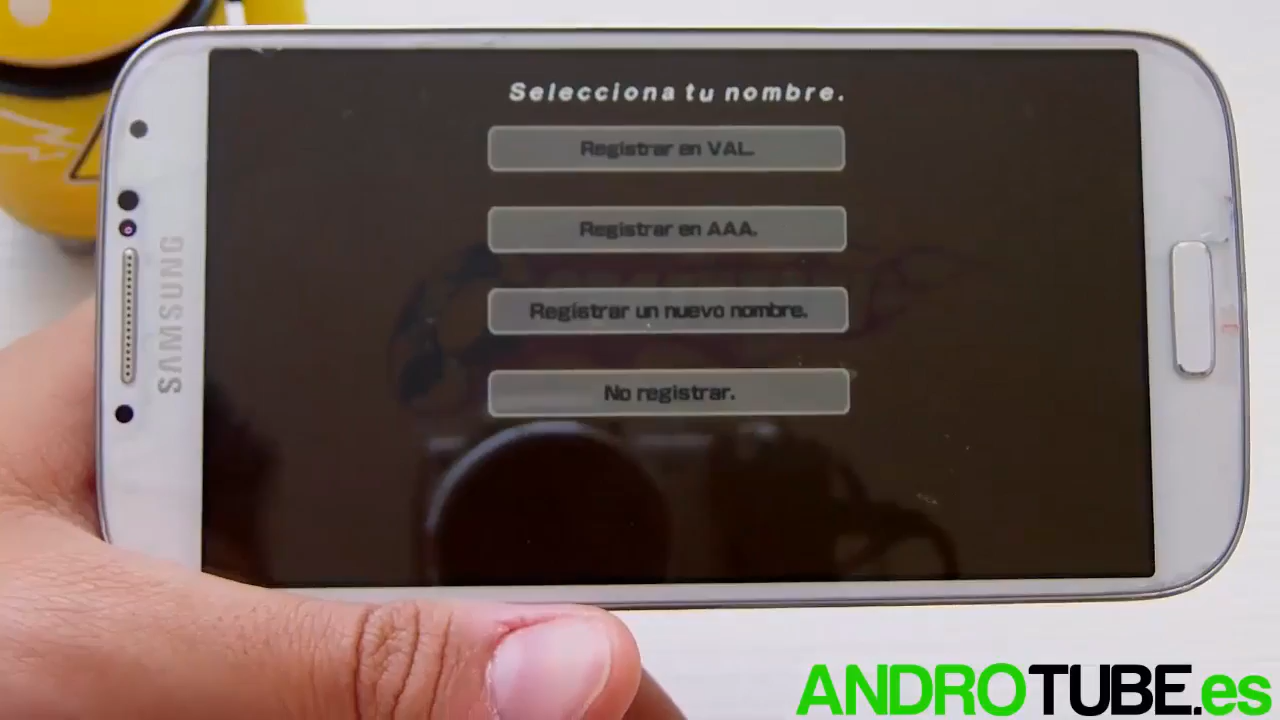 Selecciona tu nombre.
Registrar en VAL.
Registrar en AAA.
Registrar un nuevo nombre.
No registrar.
SAMSUNG
ANDROTUBE.es